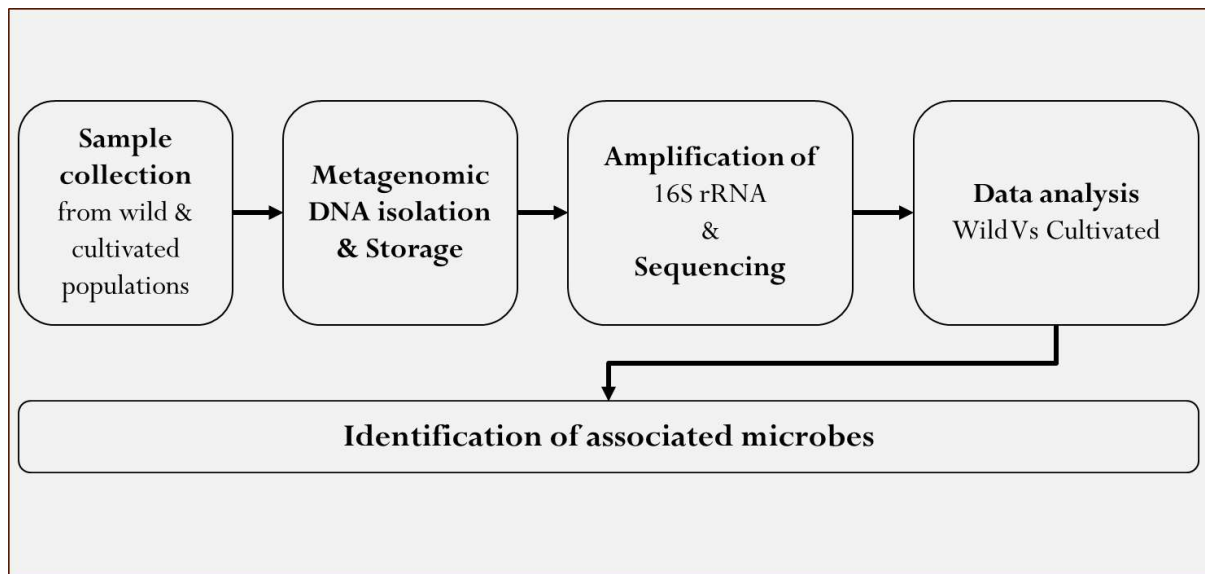 Sample
collection
from wild &
cultivated
populations
Metagenomic
DNA isolation
& Storage
Amplification of
16S rRNA
&
Sequencing
Data analysis
Wild Vs Cultivated
Identification of associated microbes